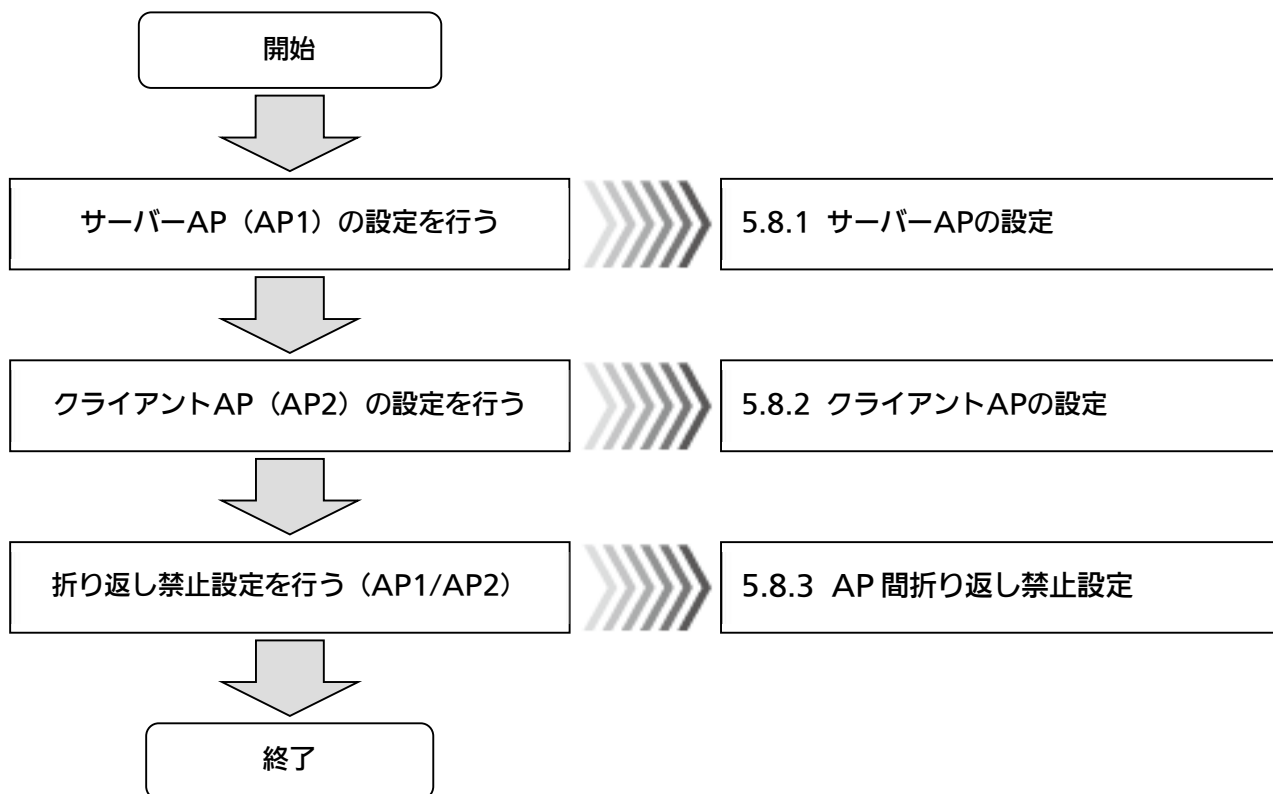 開始
サーバーAP（AP1）の設定を行う
5.8.1 サーバーAPの設定
クライアントAP（AP2）の設定を行う
5.8.2 クライアントAPの設定
折り返し禁止設定を行う（AP1/AP2）
5.8.3 AP間折り返し禁止設定
終了